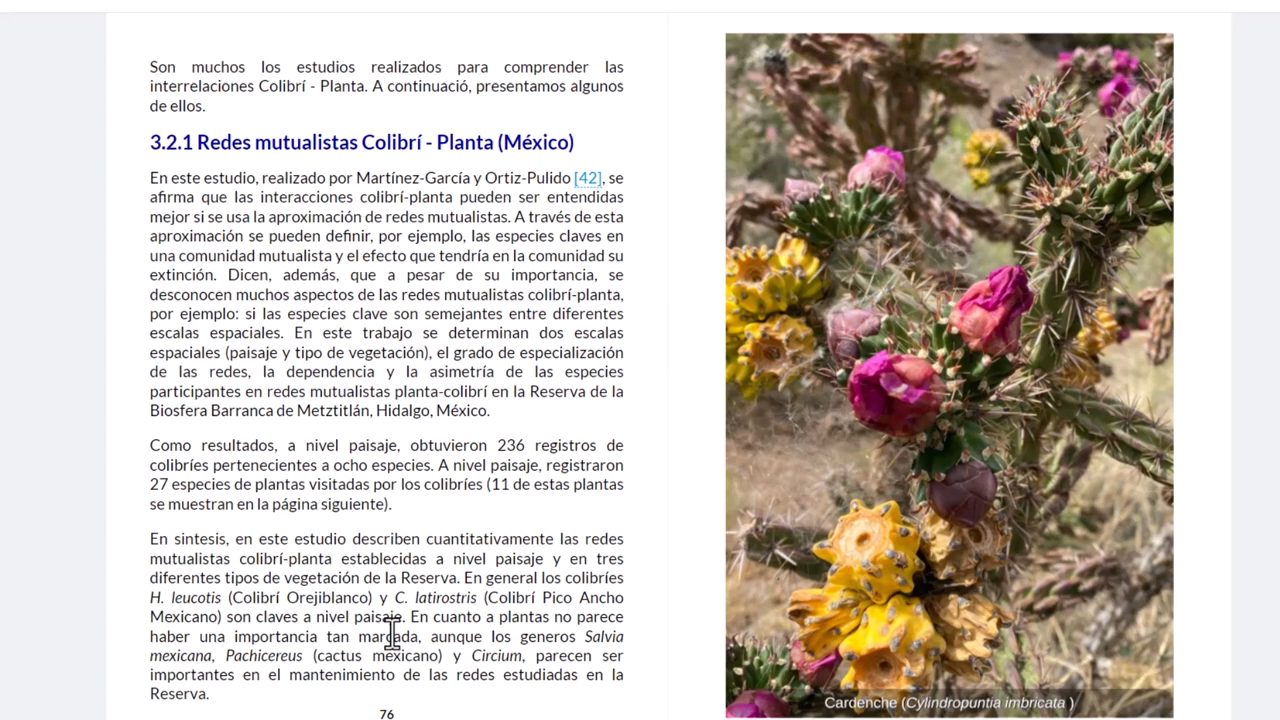 Son muchos los estudios realizados para comprender las
interrelaciones Colibrí - Planta. A continuació, presentamos algunos
de ellos.
3.2.1 Redes mutualistas Colibrí - Planta (México)
En este estudio, realizado por Martínez-García y Ortiz-Pulido [42], se
afirma que las interacciones colibrí-planta pueden ser entendidas
mejor si se usa la aproximación de redes mutualistas. A través de esta
aproximación se pueden definir, por ejemplo, las especies claves en
una comunidad mutualista y el efecto que tendría en la comunidad su
extinción. Dicen, además, que a pesar de su importancia, se
desconocen muchos aspectos de las redes mutualistas colibrí-planta,
por ejemplo: si las especies clave son semejantes entre diferentes
escalas espaciales. En este trabajo se determinan dos escalas
espaciales (paisaje y tipo de vegetación), el grado de especialización
de las redes, la dependencia y la asimetría de las especies
participantes en redes mutualistas planta-colibrí en la Reserva de la
Biosfera Barranca de Metztitlán, Hidalgo, México.
Como resultados, a nivel paisaje, obtuvieron 236 registros de
colibríes pertenecientes a ocho especies. A nivel paisaje, registraron
27 especies de plantas visitadas por los colibríes (11 de estas plantas
se muestran en la página siguiente).
En sintesis, en este estudio describen cuantitativamente las redes
mutualistas colibrí-planta establecidas a nivel paisaje y en tres
diferentes tipos de vegetación de la Reserva. En general los colibríes
H. leucotis (Colibrí Orejiblanco) y C. latirostris (Colibrí Pico Ancho
Mexicano) son claves a nivel paisaje. En cuanto a plantas no parece
haber una importancia tan marcada, aunque los generos Salvia
mexicana, Pachicereus (cactus mexicano) y Circium, parecen ser
importantes en el mantenimiento de las redes estudiadas en la
Reserva.
76
Cardenche (Cylindropuntia imbricata )